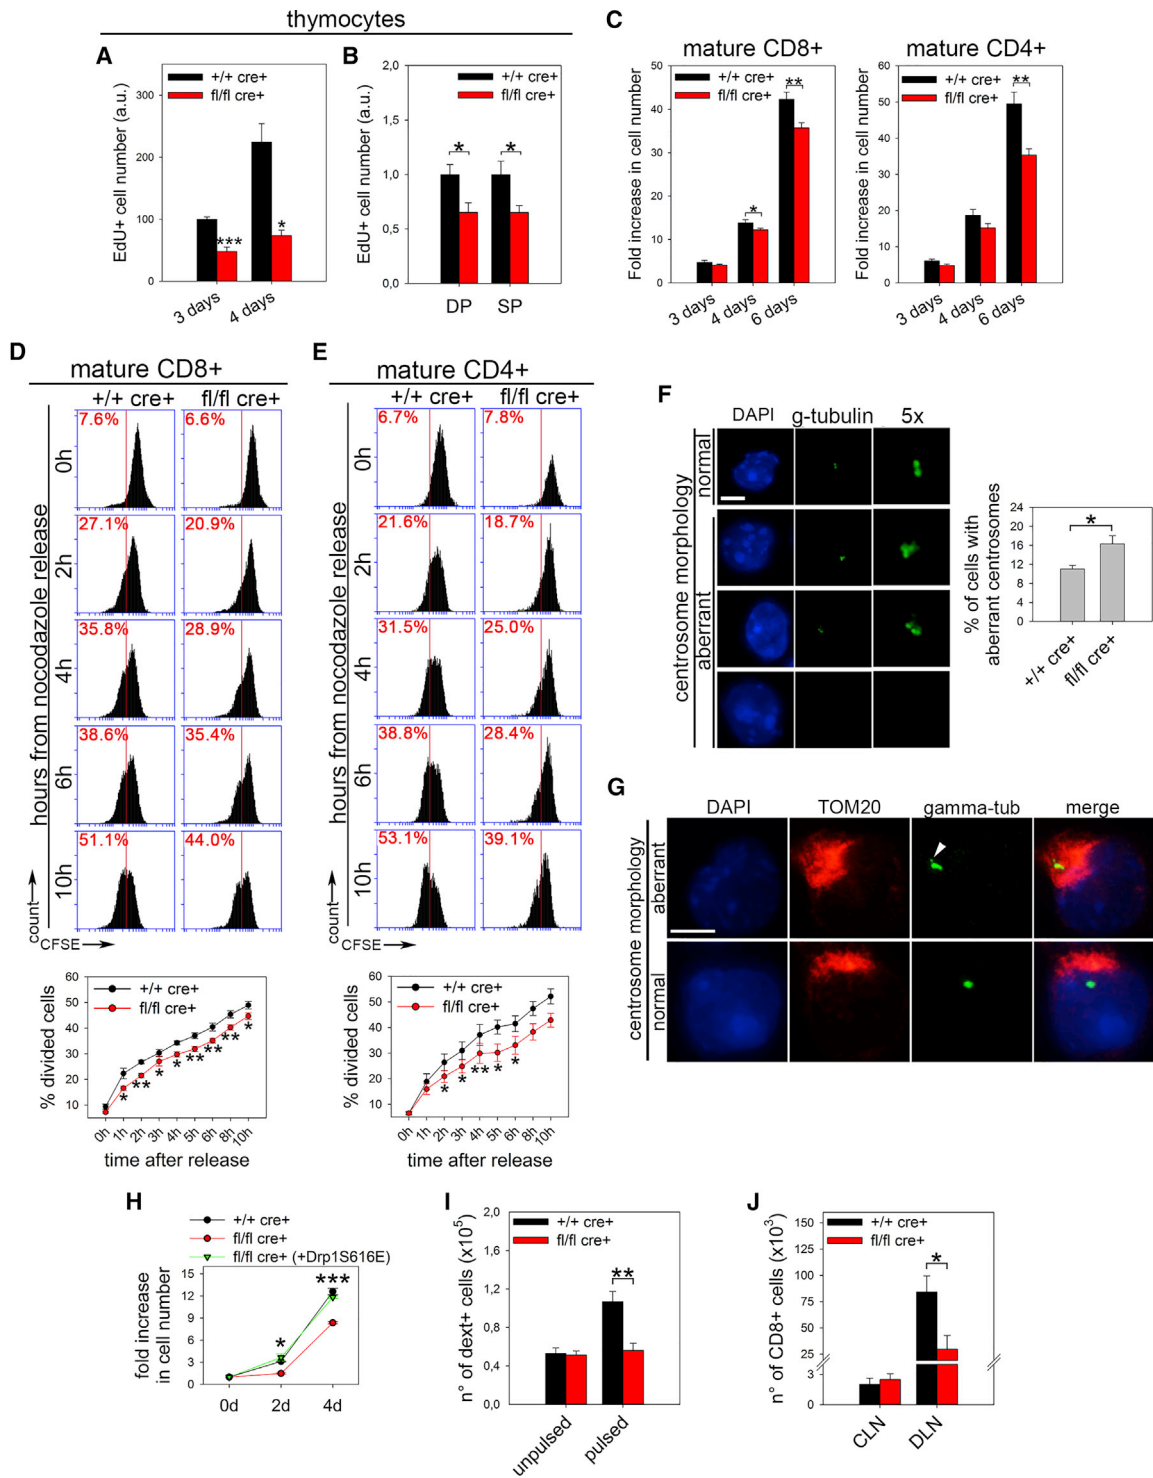 thymocytes
A
EdU+ cell number (a.u.)
+/+ cre+
fl/fl cre+
300
200
100
0
***
*
3 days
4 days
B
EdU+ cell number (a.u.)
2,0
1,5
1,0
0,5
0,0
+/+ cre+
fl/fl cre+
*
*
DP
SP
C
mature CD8+
Fold increase in cell number
50
40
30
20
10
0
+/+ cre+
fl/fl cre+
*
**
3 days
4 days
6 days
mature CD4+
Fold increase in cell number
60
50
40
30
20
10
0
+/+ cre+
fl/fl cre+
**
3 days
4 days
6 days
D
mature CD8+
+/+ cre+
fl/fl cre+
hours from nocodazole release
0h
7.6%
6.6%
2h
27.1%
20.9%
4h
35.8%
28.9%
6h
38.6%
35.4%
10h
51.1%
44.0%
count
CFSE
% divided cells
60
50
40
30
20
10
+/+ cre+
fl/fl cre+
*
**
*
*
**
**
**
*
0h
1h
2h
3h
4h
5h
6h
8h
10h
time after release
E
mature CD4+
+/+ cre+
fl/fl cre+
hours from nocodazole release
0h
6.7%
7.8%
2h
21.6%
18.7%
4h
31.5%
25.0%
6h
38.8%
28.4%
10h
53.1%
39.1%
count
CFSE
% divided cells
60
50
40
30
20
10
+/+ cre+
fl/fl cre+
*
*
**
*
*
0h
1h
2h
3h
4h
5h
6h
8h
10h
time after release
F
DAPI
g-tubulin
5x
centrosome morphology
normal
aberrant
% of cells with
aberrant centrosomes
24
20
16
12
8
4
0
*
+/+ cre+
fl/fl cre+
G
DAPI
TOM20
gamma-tub
merge
centrosome morphology
aberrant
normal
H
+/+ cre+
fl/fl cre+
fl/fl cre+ (+Drp1S616E)
fold increase
in cell number
15
12
9
6
3
0
*
***
0d
2d
4d
I
n° of dext+ cells (x10⁵)
2,0
1,6
1,2
0,8
0,4
0,0
+/+ cre+
fl/fl cre+
**
unpulsed
pulsed
J
n° of CD8+ cells (x10³)
150
125
100
75
50
25
3
0
+/+ cre+
fl/fl cre+
*
CLN
DLN